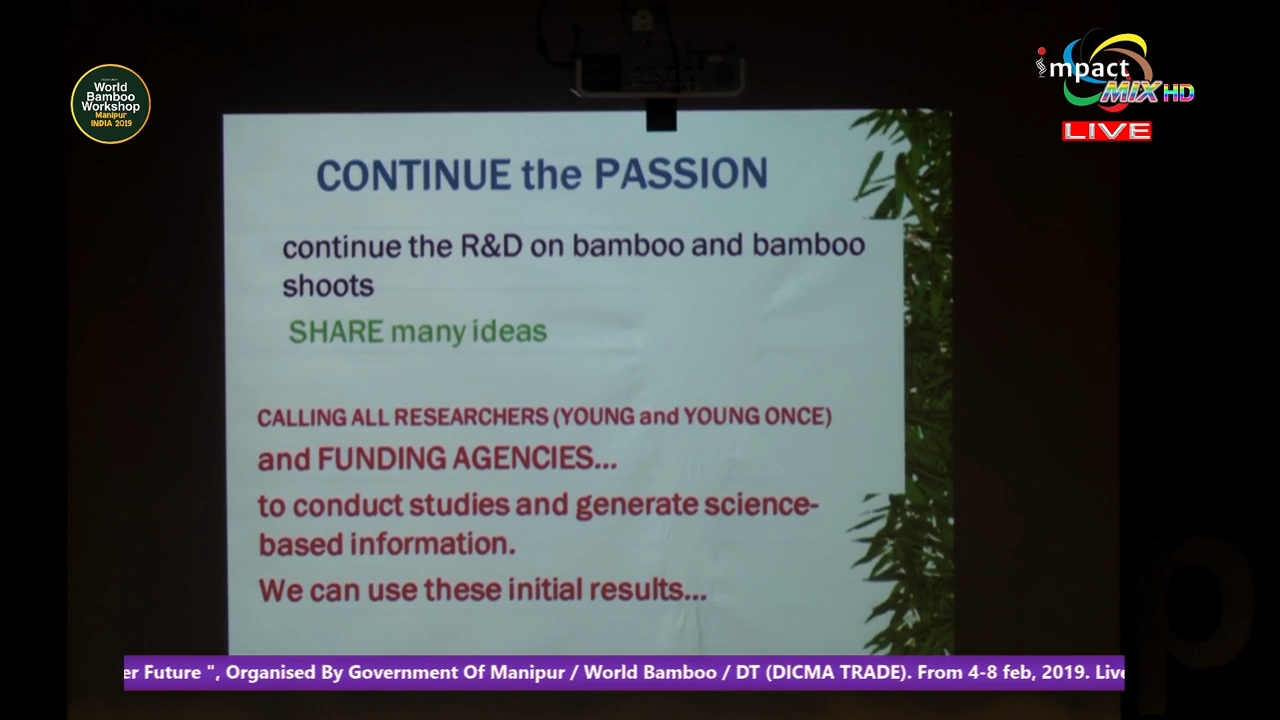 World
Bamboo
Workshop
Manipur
INDIA 2019
impact
MIX HD
LIVE
CONTINUE the PASSION
continue the R&D on bamboo and bamboo
shoots
SHARE many ideas
CALLING ALL RESEARCHERS (YOUNG and YOUNG ONCE)
and FUNDING AGENCIES...
to conduct studies and generate science-
based information.
We can use these initial results...
er Future ", Organised By Government Of Manipur / World Bamboo / DT (DICMA TRADE). From 4-8 feb, 2019. Live